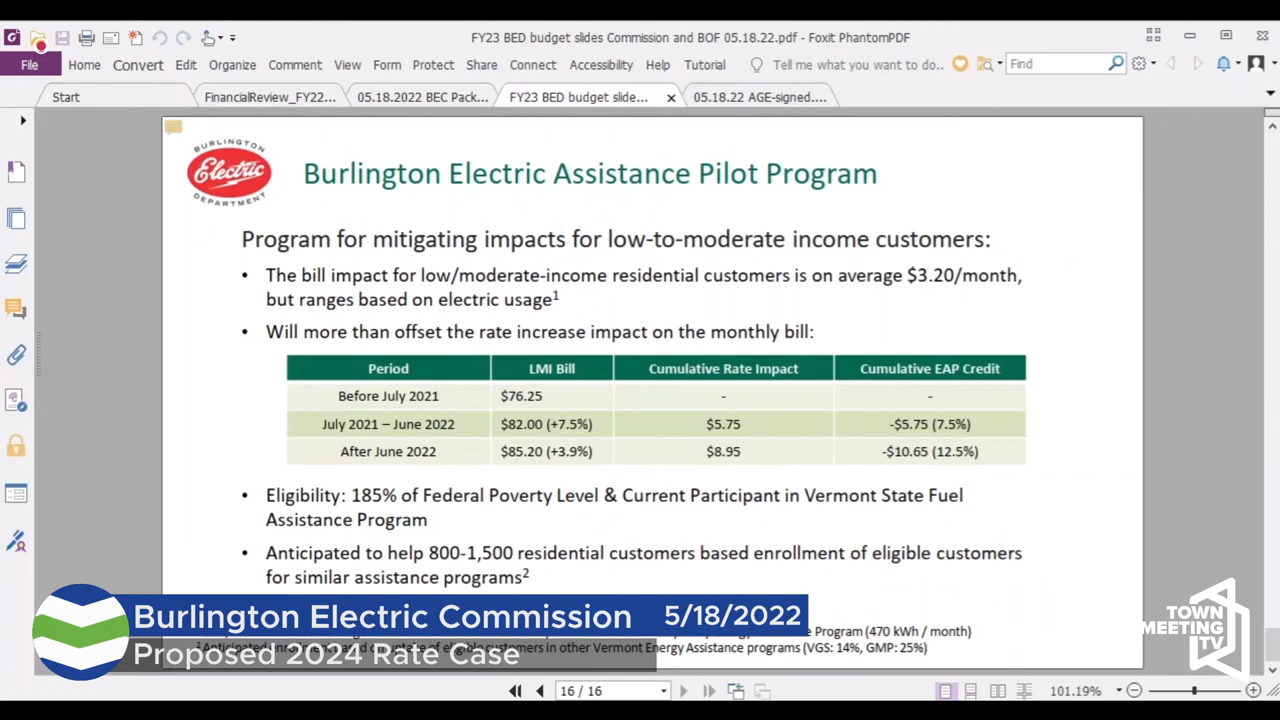 FY23 BED budget slides Commission and BOF 05.18.22.pdf - Foxit PhantomPDF
File Home Convert Edit Organize Comment View Form Protect Share Connect Accessibility Help Tutorial Tell me what you want to do.. Find
Start FinancialReview_FY22... 05.18.2022 BEC Pack... FY23 BED budget slide... 05.18.22 AGE-signed....
BURLINGTON
Electric
DEPARTMENT
Burlington Electric Assistance Pilot Program
Program for mitigating impacts for low-to-moderate income customers:
• The bill impact for low/moderate-income residential customers is on average $3.20/month,
but ranges based on electric usage1
• Will more than offset the rate increase impact on the monthly bill:
Period LMI Bill Cumulative Rate Impact Cumulative EAP Credit
Before July 2021 $76.25 - -
July 2021 – June 2022 $82.00 (+7.5%) $5.75 -$5.75 (7.5%)
After June 2022 $85.20 (+3.9%) $8.95 -$10.65 (12.5%)
• Eligibility: 185% of Federal Poverty Level & Current Participant in Vermont State Fuel
Assistance Program
• Anticipated to help 800-1,500 residential customers based enrollment of eligible customers
for similar assistance programs2
Burlington Electric Commission 5/18/2022
Program (470 kWh / month)
Proposed 2024 Rate Case
2 Anticipated enrollment based on uptake of eligible customers in other Vermont Energy Assistance programs (VGS: 14%, GMP: 25%)
TOWN
MEETING
TV
16 / 16 101.19%